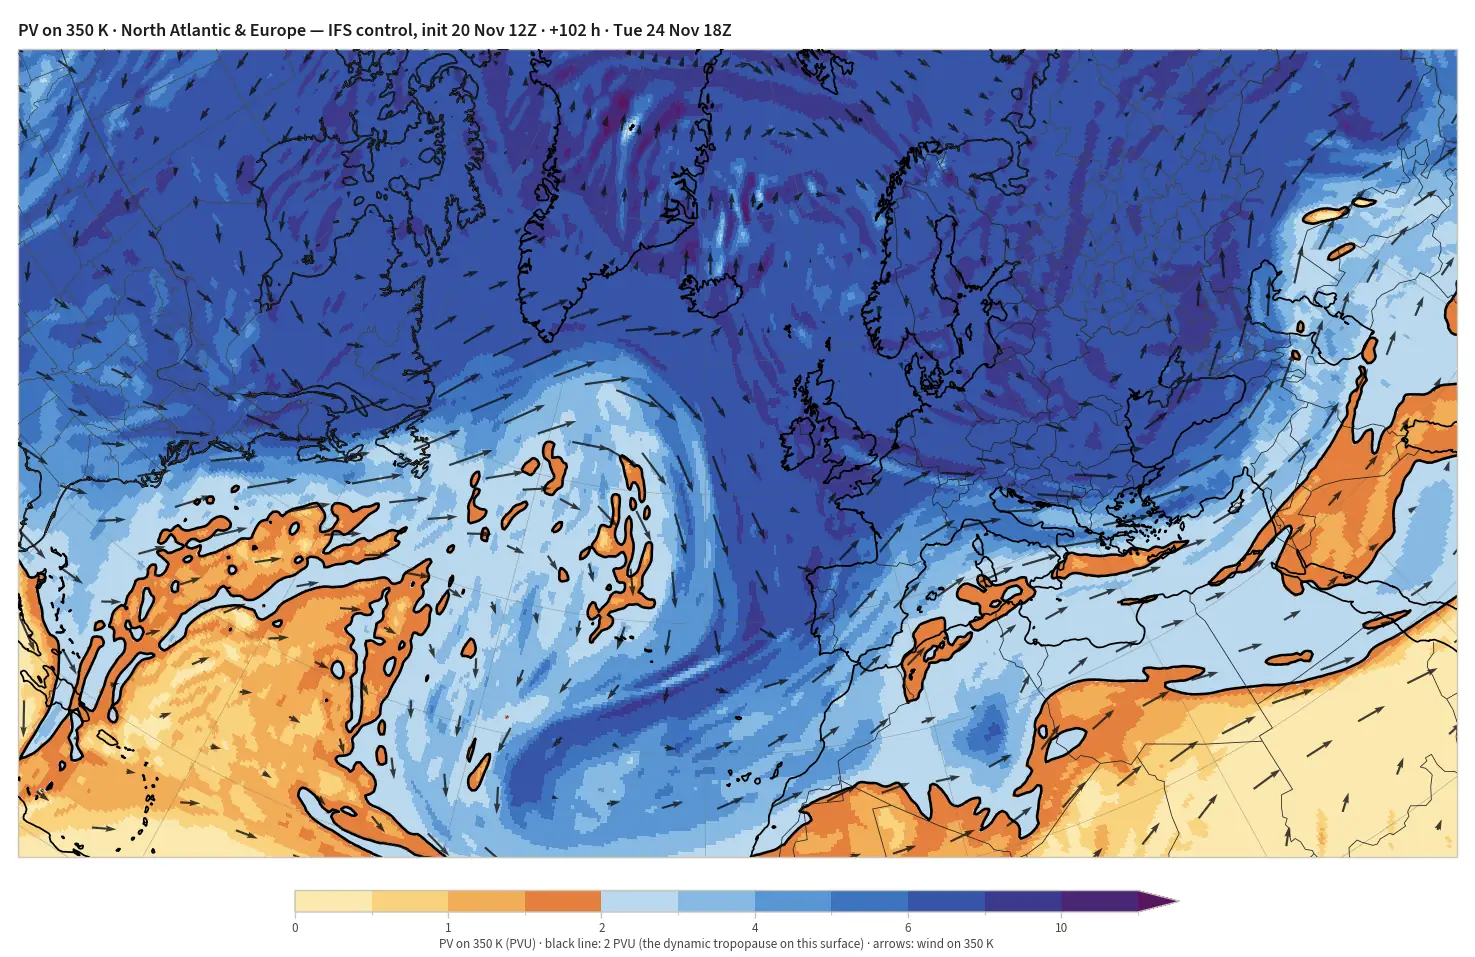 PV on 350 K · North Atlantic & Europe — IFS control, init 20 Nov 12Z · +102 h · Tue 24 Nov 18Z
0 1 2 4 6 10
PV on 350 K (PVU) · black line: 2 PVU (the dynamic tropopause on this surface) · arrows: wind on 350 K